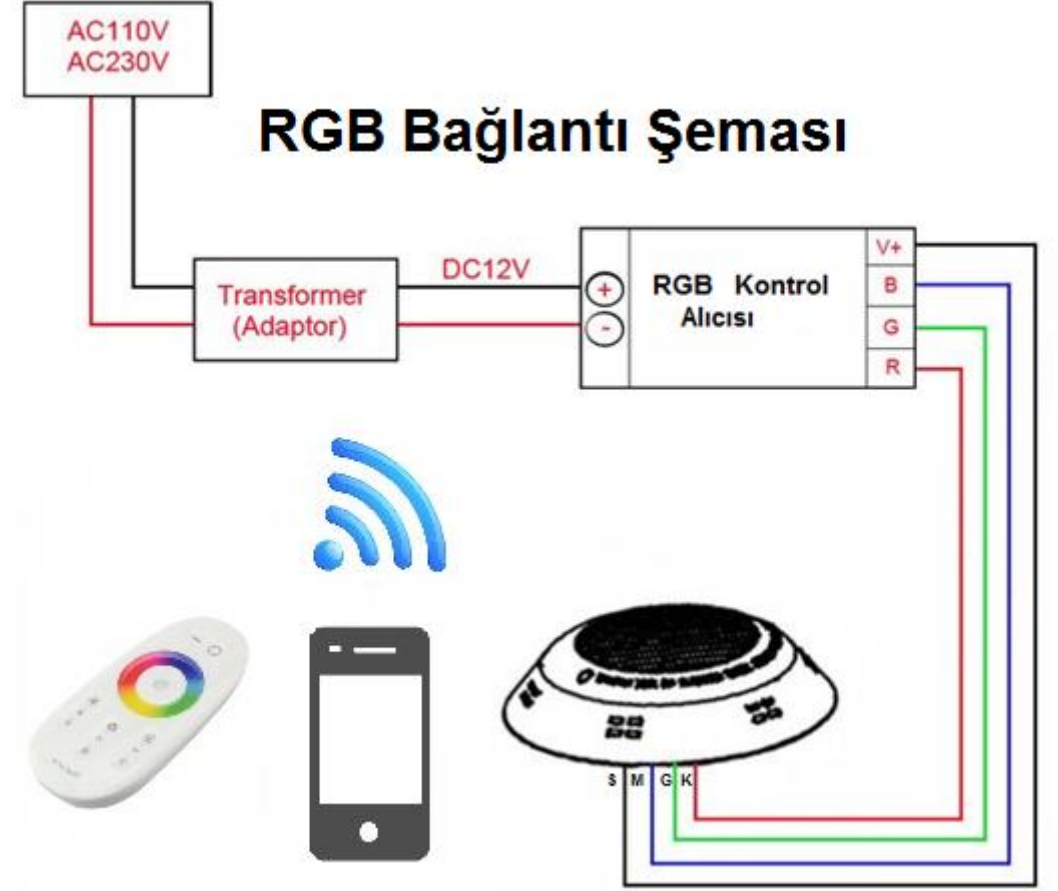 AC110V
AC230V
RGB Bağlantı Şeması
Transformer
(Adaptor)
DC12V
+
-
RGB Kontrol
Alıcısı
V+
B
G
R
S M G K